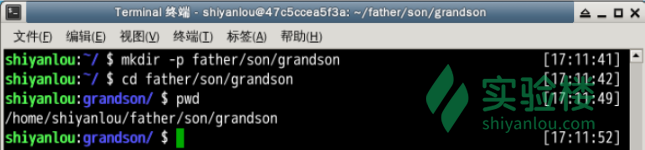 Terminal 终端 - shiyanlou@47c5ccea5f3a: ~/father/son/grandson
文件(F) 编辑(E) 视图(V) 终端(T) 标签(A) 帮助(H)
shiyanlou:~/ $ mkdir -p father/son/grandson [17:11:41]
shiyanlou:~/ $ cd father/son/grandson [17:11:42]
shiyanlou:grandson/ $ pwd [17:11:49]
/home/shiyanlou/father/son/grandson
shiyanlou:grandson/ $ [17:11:52]
实验楼
shiyanlou.com